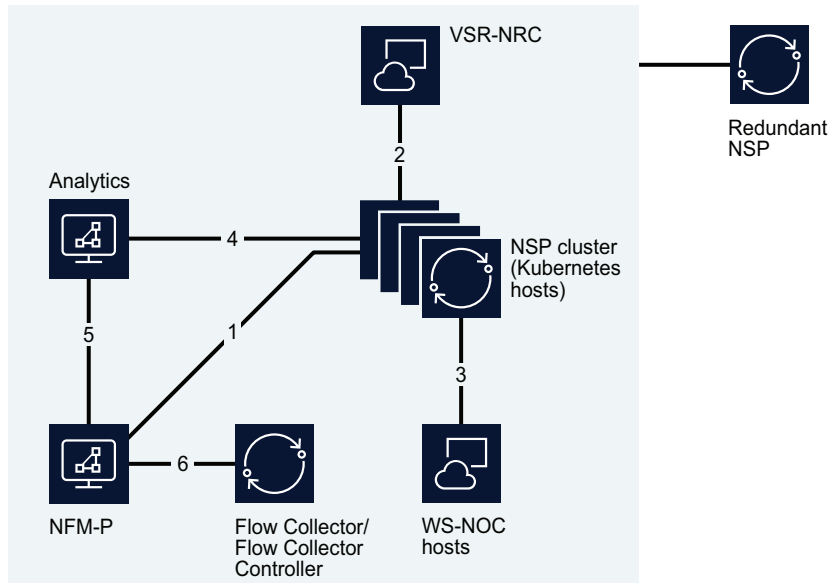 VSR-NRC
Redundant
NSP
2
Analytics
4
NSP cluster
(Kubernetes
hosts)
5
1
3
6
NFM-P
Flow Collector/
Flow Collector
Controller
WS-NOC
hosts